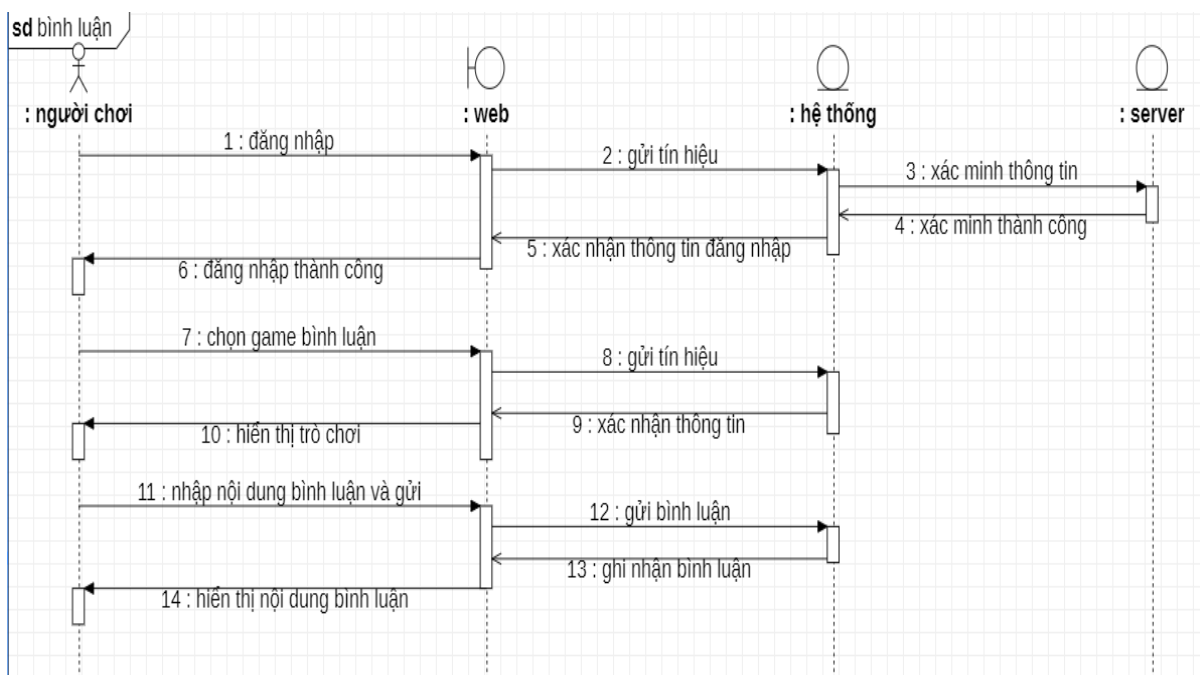 sd bình luận
: người chơi
: web
: hệ thống
: server
1 : đăng nhập
2 : gửi tín hiệu
3 : xác minh thông tin
4 : xác minh thành công
5 : xác nhận thông tin đăng nhập
6 : đăng nhập thành công
7 : chọn game bình luận
8 : gửi tín hiệu
9 : xác nhận thông tin
10 : hiển thị trò chơi
11 : nhập nội dung bình luận và gửi
12 : gửi bình luận
13 : ghi nhận bình luận
14 : hiển thị nội dung bình luận